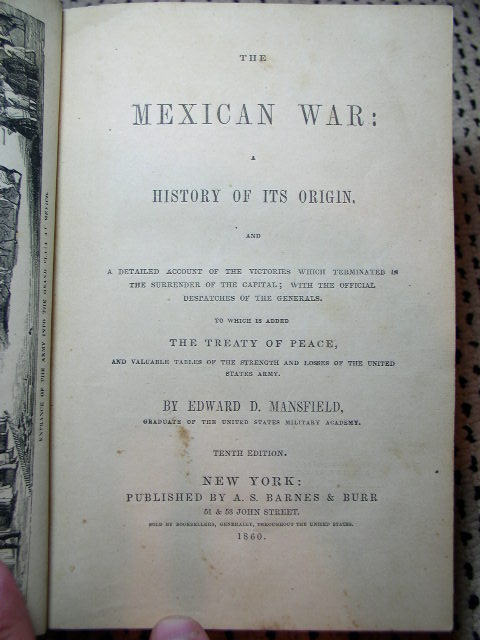 THE
MEXICAN WAR:
A
HISTORY OF ITS ORIGIN,
AND
A DETAILED ACCOUNT OF THE VICTORIES WHICH TERMINATED IN
THE SURRENDER OF THE CAPITAL; WITH THE OFFICIAL
DESPATCHES OF THE GENERALS.
TO WHICH IS ADDED
THE TREATY OF PEACE,
AND VALUABLE TABLES OF THE STRENGTH AND LOSSES OF THE UNITED
STATES ARMY.
BY EDWARD D. MANSFIELD,
GRADUATE OF THE UNITED STATES MILITARY ACADEMY.
TENTH EDITION.
NEW YORK:
PUBLISHED BY A. S. BARNES & BURR
51 & 53 JOHN STREET.
SOLD BY BOOKSELLERS, GENERALLY, THROUGHOUT THE UNITED STATES.
1860.
ENTRANCE OF THE ARMY INTO THE GRAND PLAZA AT MEXICO.